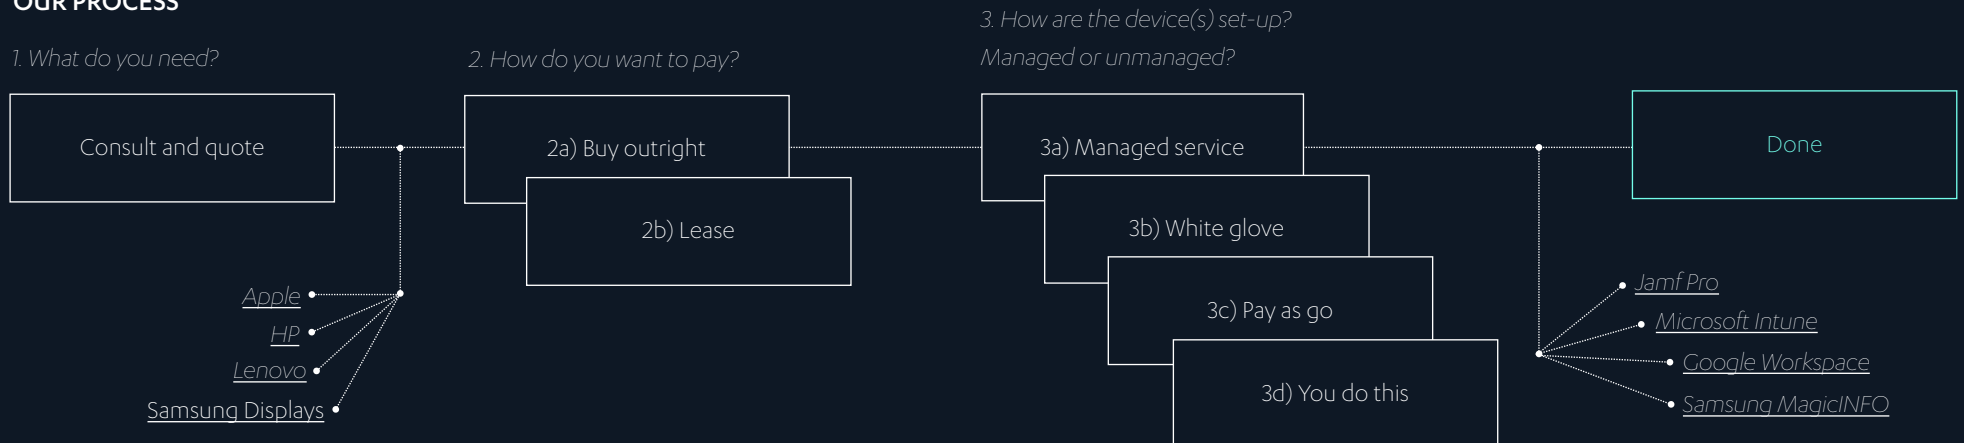 OUR PROCESS
1. What do you need?
2. How do you want to pay?
3. How are the device(s) set-up?
Managed or unmanaged?
Consult and quote
2a) Buy outright
2b) Lease
3a) Managed service
3b) White glove
3c) Pay as go
3d) You do this
Done
Apple
HP
Lenovo
Samsung Displays
Jamf Pro
Microsoft Intune
Google Workspace
Samsung MagicINFO